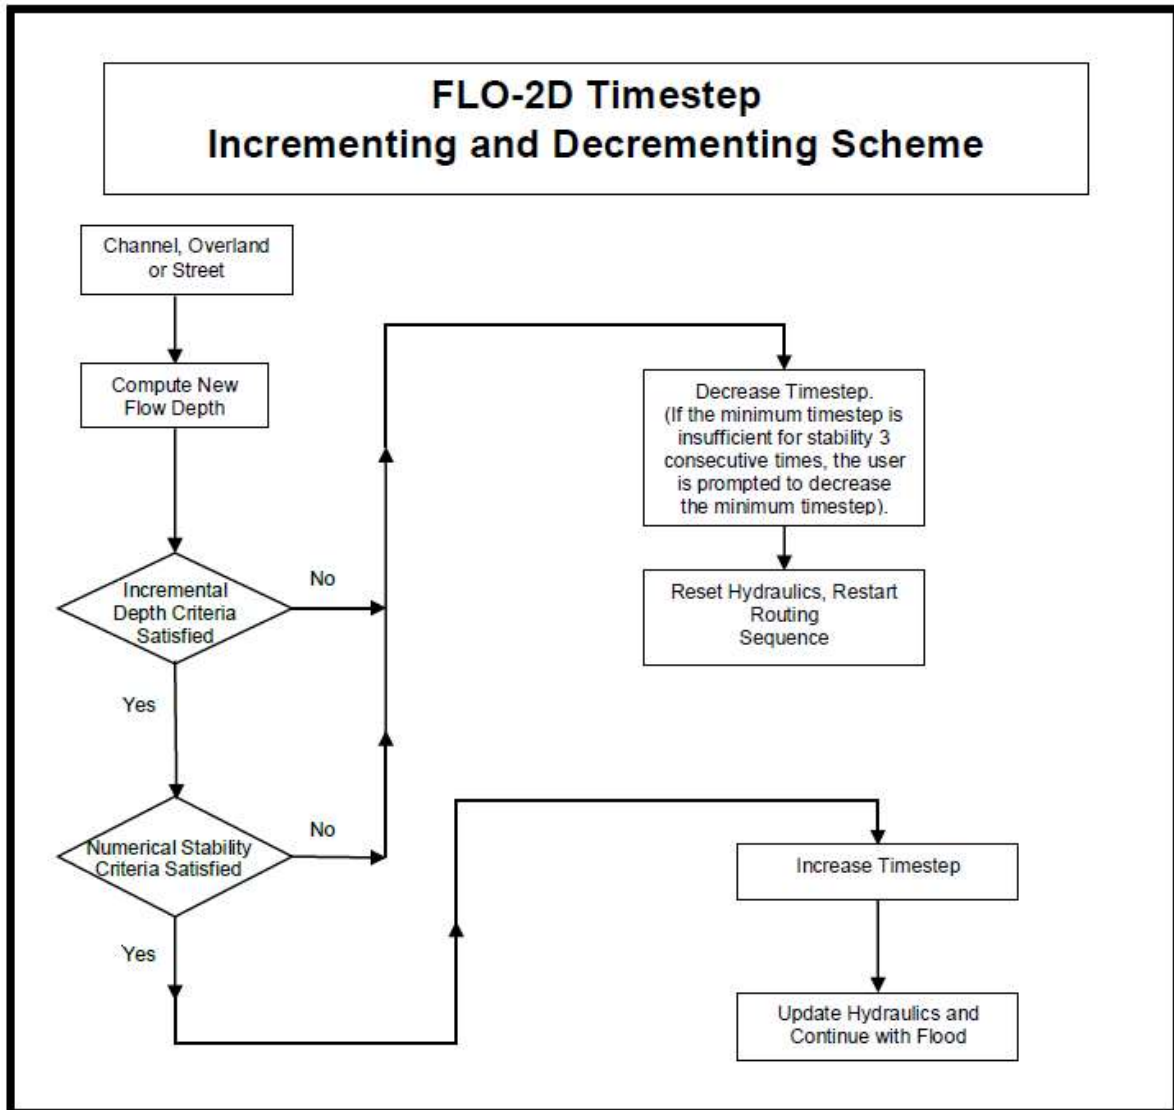 FLO-2D Timestep
Incrementing and Decrementing Scheme
Channel, Overland
or Street
Compute New
Flow Depth
Incremental
Depth Criteria
Satisfied
No
Yes
Numerical Stability
Criteria Satisfied
No
Yes
Decrease Timestep.
(If the minimum timestep is
insufficient for stability 3
consecutive times, the user
is prompted to decrease
the minimum timestep).
Reset Hydraulics, Restart
Routing
Sequence
Increase Timestep
Update Hydraulics and
Continue with Flood